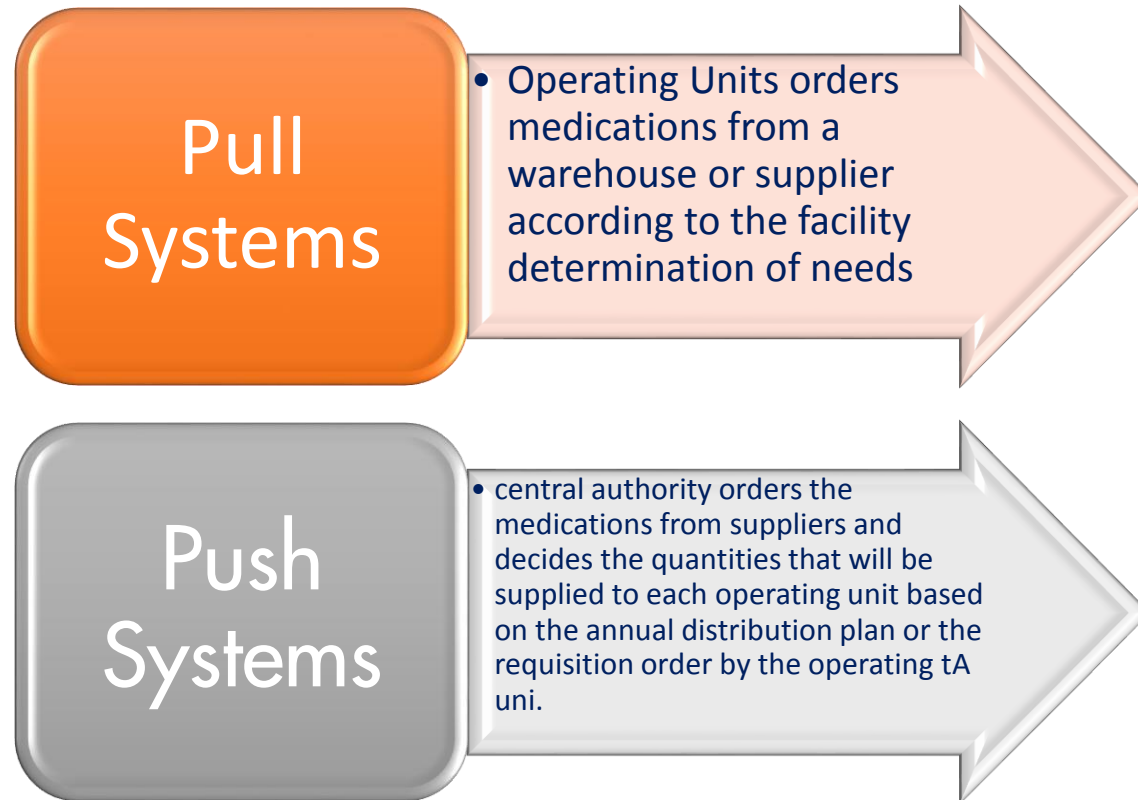 Pull
Systems
• Operating Units orders
medications from a
warehouse or supplier
according to the facility
determination of needs
Push
Systems
• central authority orders the
medications from suppliers and
decides the quantities that will be
supplied to each operating unit based
on the annual distribution plan or the
requisition order by the operating tA
uni.